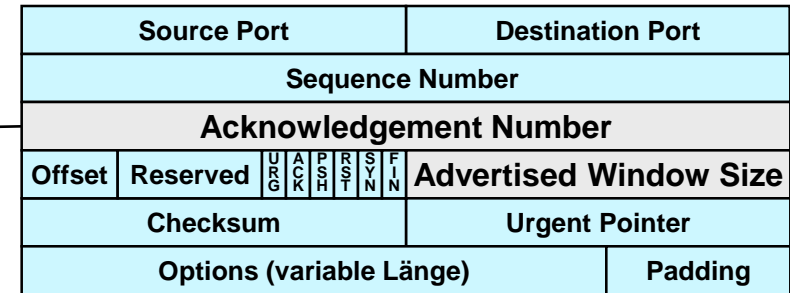 Source Port Destination Port
Sequence Number
Acknowledgement Number
Offset Reserved URG ACK PSH RST SYN FIN Advertised Window Size
Checksum Urgent Pointer
Options (variable Länge) Padding